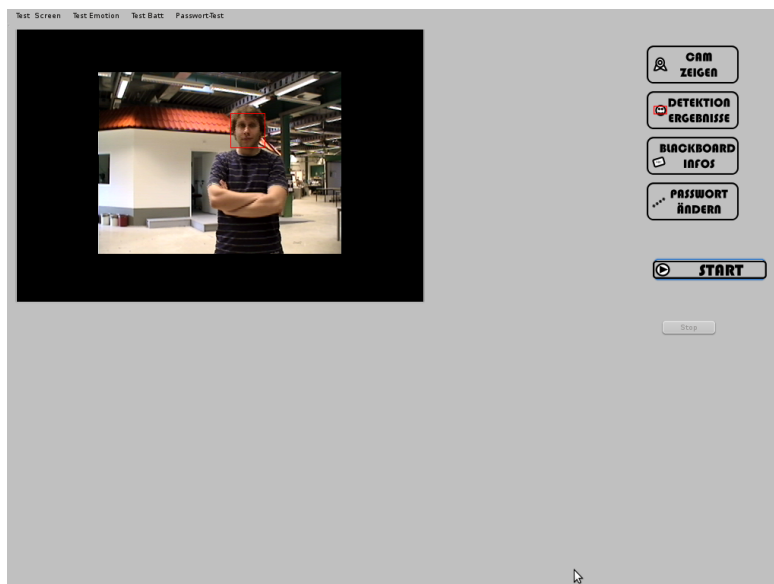 Test Screen Test Emotion Test Batt Passwort-Test
CAM
ZEIGEN
DETEKTION
ERGEBNISSE
BLACKBOARD
INFOS
PASSWORT
ÄNDERN
START
Stop